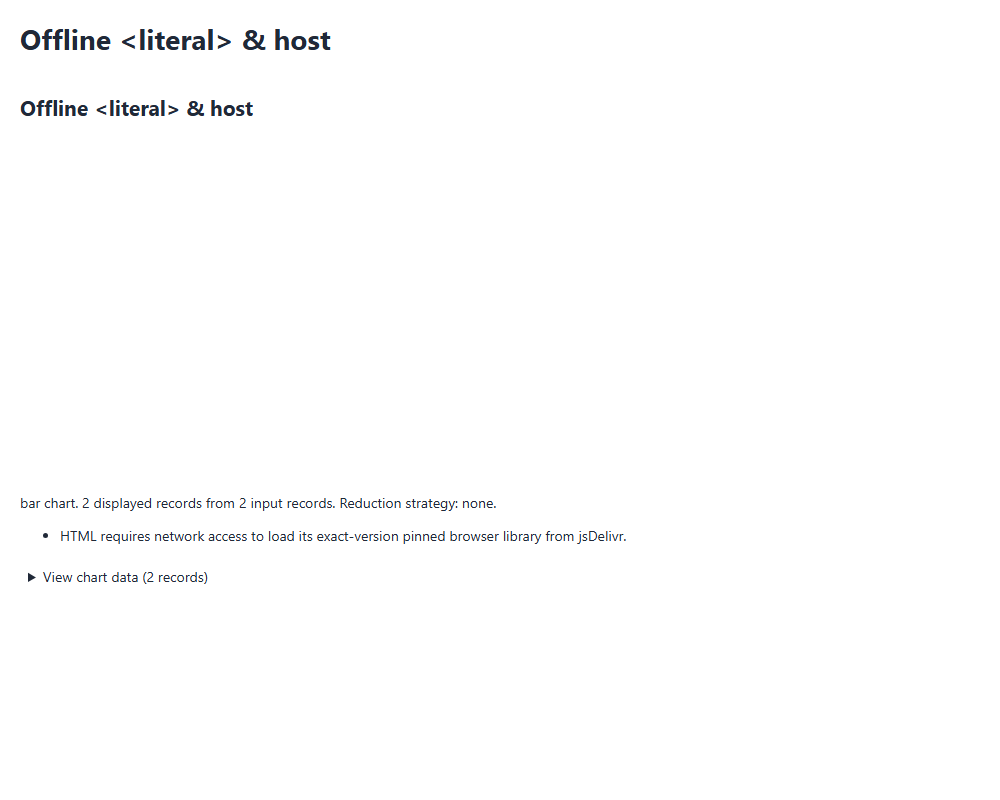 Offline <literal> & host
Offline <literal> & host
bar chart. 2 displayed records from 2 input records. Reduction strategy: none.
• HTML requires network access to load its exact-version pinned browser library from jsDelivr.
▶ View chart data (2 records)